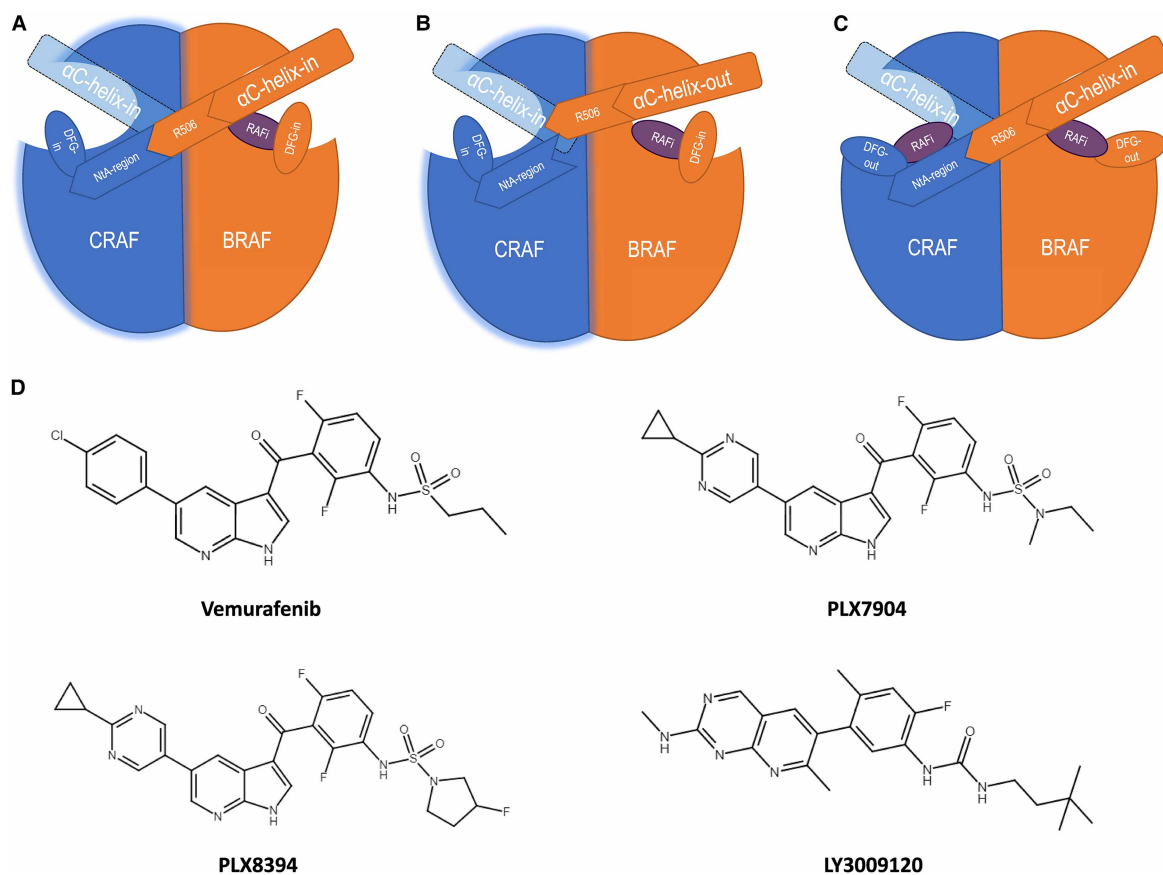 A
B
C
αC-helix-in
αC-helix-in
DFG-
in
R506
RAFi
DFG-in
NtA-region
CRAF
BRAF
αC-helix-in
αC-helix-out
DFG-
in
R506
RAFi
DFG-in
NtA-region
CRAF
BRAF
αC-helix-in
αC-helix-in
DFG-
out
RAFi
R506
RAFi
DFG-
out
NtA-region
CRAF
BRAF
D
Cl
O
F
F
N
N
H
NH
S
O
O
Vemurafenib
N
N
O
F
F
N
N
H
NH
S
O
O
N
PLX7904
N
N
O
F
F
N
N
H
N
H
S
O
O
N
F
PLX8394
N
H
N
N
N
F
N
H
O
N
H
LY3009120